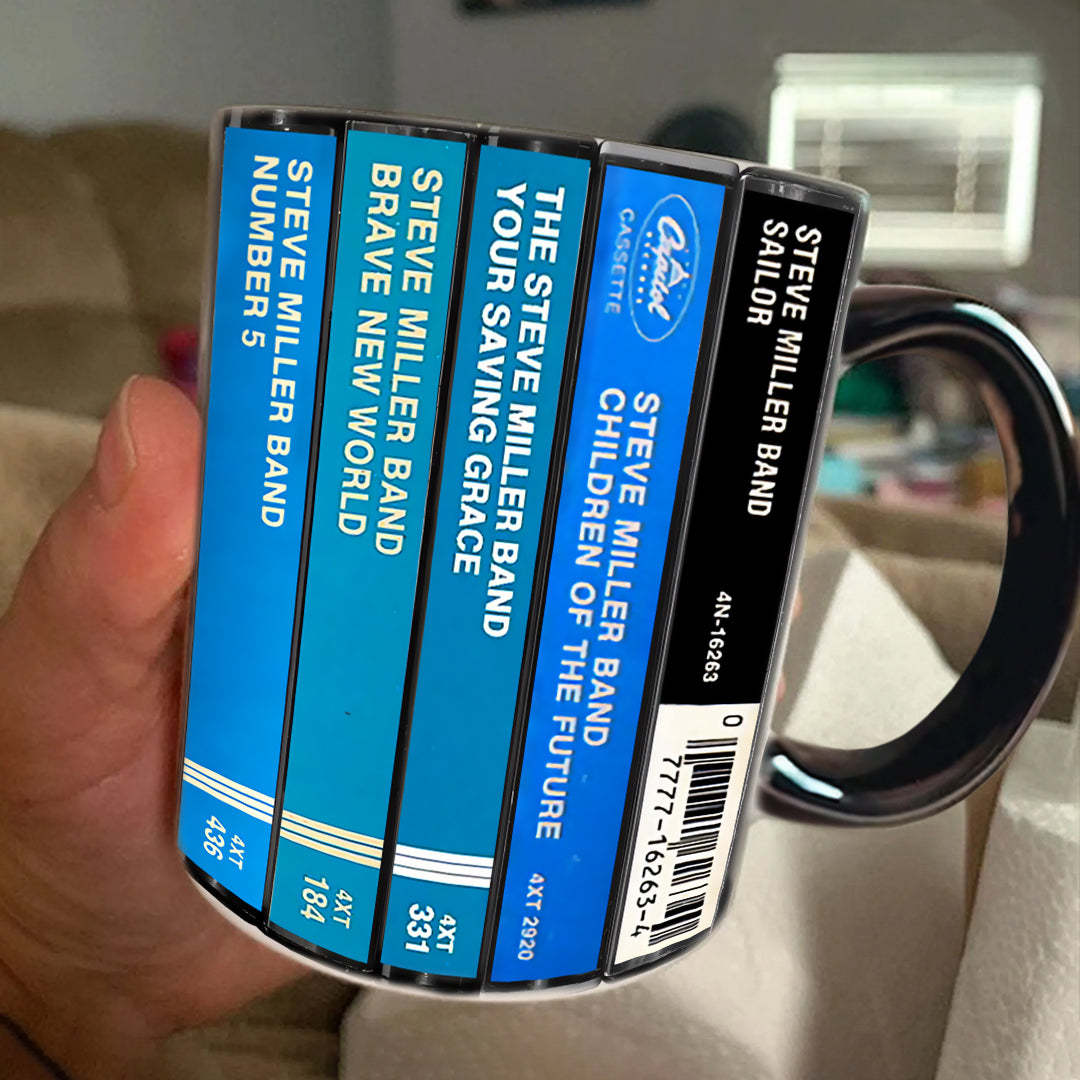 STEVE MILLER BAND
NUMBER 5
4XT
436
STEVE MILLER BAND
BRAVE NEW WORLD
4XT
184
THE STEVE MILLER BAND
YOUR SAVING GRACE
4XT
331
Capitol
CASSETTE
STEVE MILLER BAND
CHILDREN OF THE FUTURE
4XT 2920
STEVE MILLER BAND
SAILOR
4N-16263
0
77777-16263-4